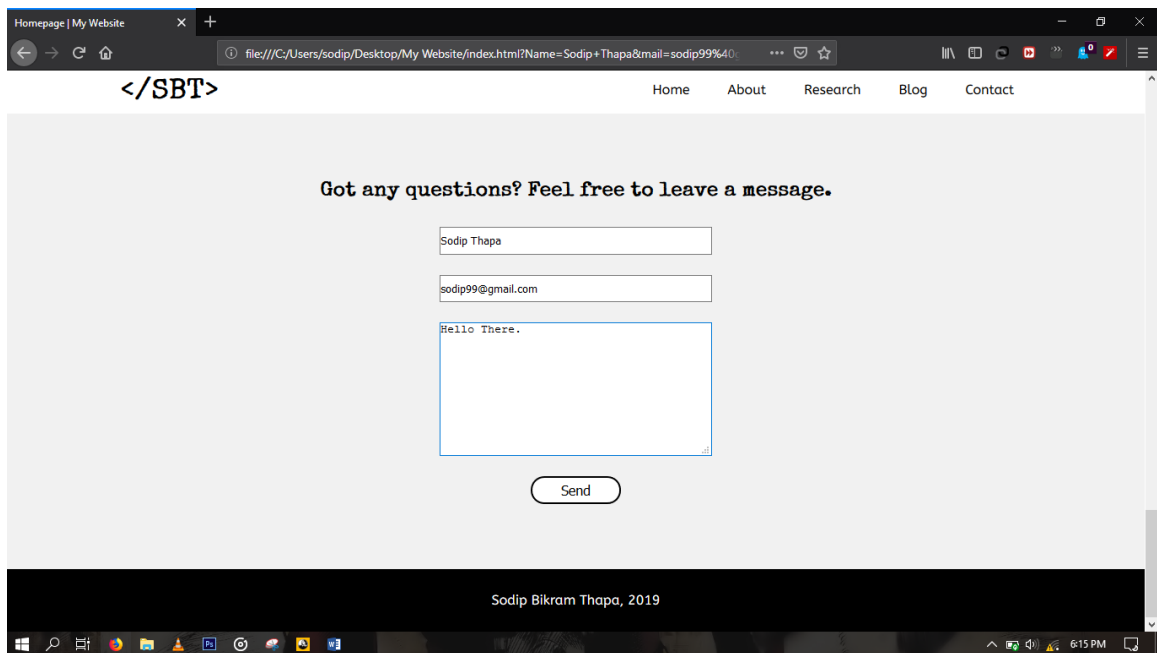 Homepage | My Website
file:///C:/Users/sodip/Desktop/My Website/index.html?Name=Sodip+Thapa&mail=sodip99%40
0
</SBT>
Home About Research Blog Contact
Got any questions? Feel free to leave a message.
Sodip Thapa
sodip99@gmail.com
Hello There.
Send
Sodip Bikram Thapa, 2019
Ps
6:15 PM